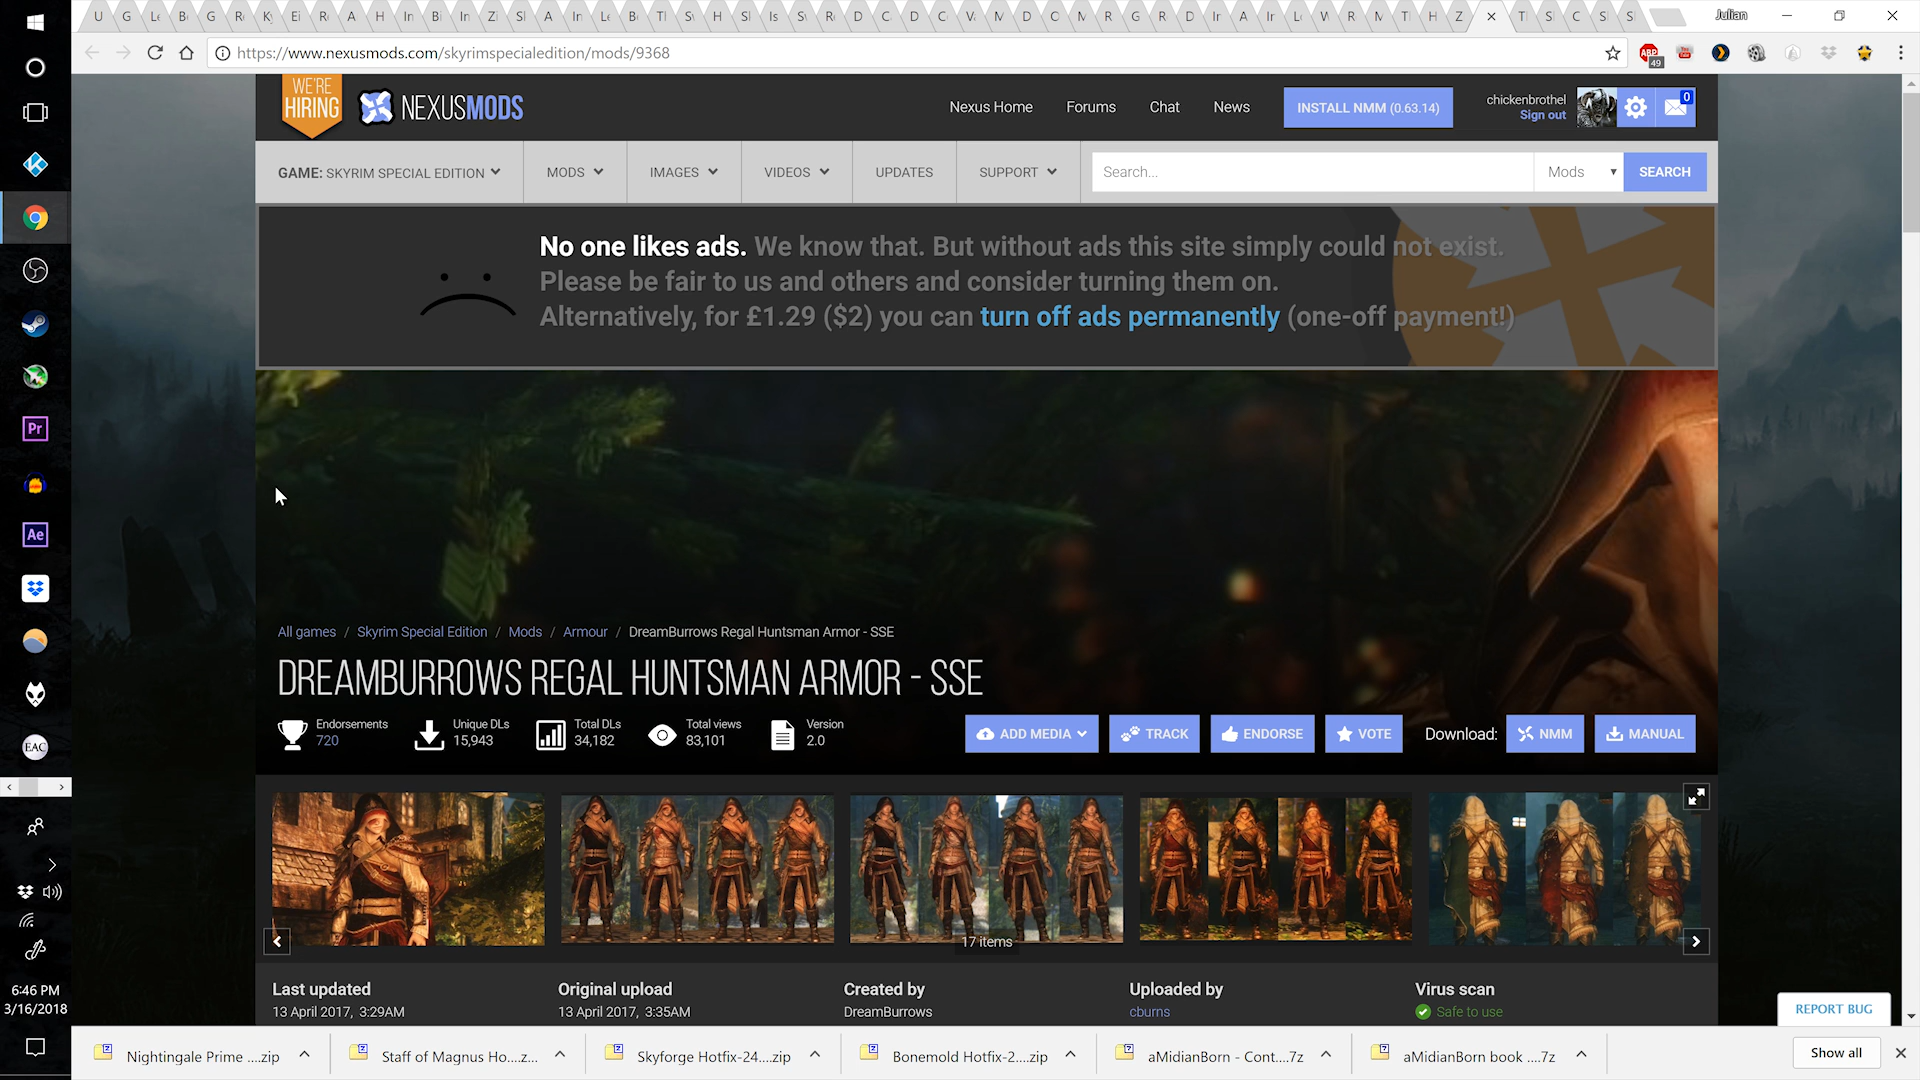 Julian
https://www.nexusmods.com/skyrimspecialedition/mods/9368
ABP
49
WE'RE
HIRING
NEXUSMODS
Nexus Home
Forums
Chat
News
INSTALL NMM (0.63.14)
chickenbrothel
Sign out
0
GAME: SKYRIM SPECIAL EDITION
MODS
IMAGES
VIDEOS
UPDATES
SUPPORT
Search...
Mods
SEARCH
No one likes ads. We know that. But without ads this site simply could not exist.
Please be fair to us and others and consider turning them on.
Alternatively, for £1.29 ($2) you can turn off ads permanently (one-off payment!)
All games / Skyrim Special Edition / Mods / Armour / DreamBurrows Regal Huntsman Armor - SSE
DREAMBURROWS REGAL HUNTSMAN ARMOR - SSE
Endorsements
720
Unique DLs
15,943
Total DLs
34,182
Total views
83,101
Version
2.0
ADD MEDIA
TRACK
ENDORSE
VOTE
Download:
NMM
MANUAL
17 items
Last updated
13 April 2017, 3:29AM
Original upload
13 April 2017, 3:35AM
Created by
DreamBurrows
Uploaded by
cburns
Virus scan
Safe to use
REPORT BUG
Pr
Ae
EAC
6:46 PM
3/16/2018
Nightingale Prime ....zip
Staff of Magnus Ho....z...
Skyforge Hotfix-24....zip
Bonemold Hotfix-2....zip
aMidianBorn - Cont....7z
aMidianBorn book ....7z
Show all